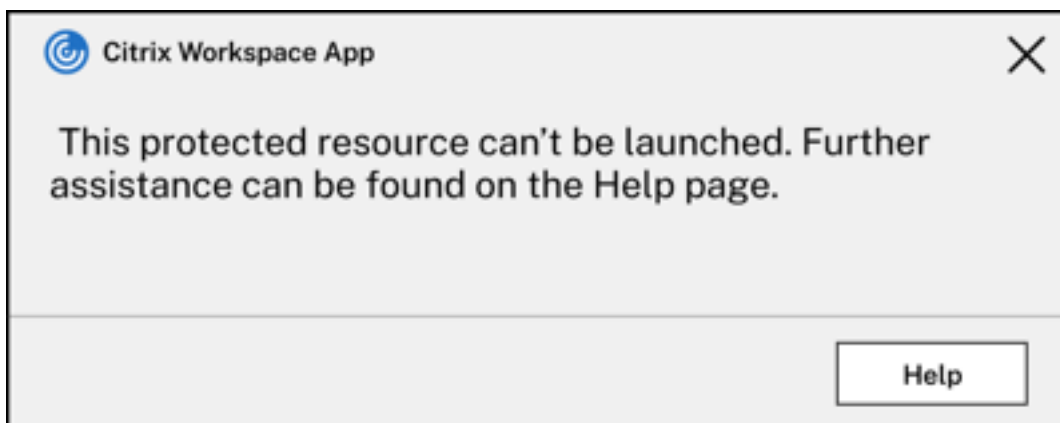 Citrix Workspace App
This protected resource can’t be launched. Further
assistance can be found on the Help page.
Help